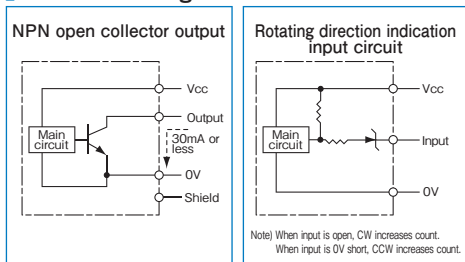 NPN open collector output
Vcc
Output
Main
circuit
30mA or
less
0V
Shield
Rotating direction indication
input circuit
Vcc
Main
circuit
Input
0V
Note) When input is open, CW increases count.
When input is 0V short, CCW increases count.